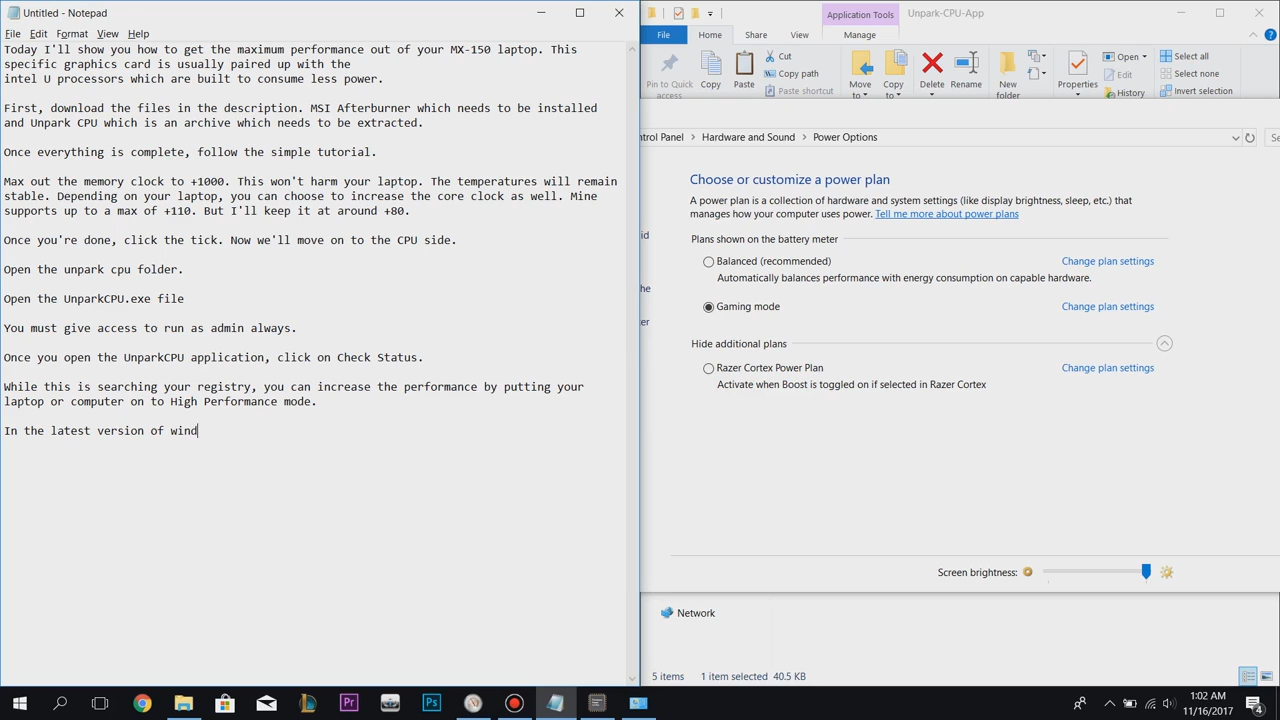 Untitled - Notepad
File Edit Format View Help
Today I'll show you how to get the maximum performance out of your MX-150 laptop. This
specific graphics card is usually paired up with the
intel U processors which are built to consume less power.
First, download the files in the description. MSI Afterburner which needs to be installed
and Unpark CPU which is an archive which needs to be extracted.
Once everything is complete, follow the simple tutorial.
Max out the memory clock to +1000. This won't harm your laptop. The temperatures will remain
stable. Depending on your laptop, you can choose to increase the core clock as well. Mine
supports up to a max of +110. But I'll keep it at around +80.
Once you're done, click the tick. Now we'll move on to the CPU side.
Open the unpark cpu folder.
Open the UnparkCPU.exe file
You must give access to run as admin always.
Once you open the UnparkCPU application, click on Check Status.
While this is searching your registry, you can increase the performance by putting your
laptop or computer on to High Performance mode.
In the latest version of wind
Application Tools Unpark-CPU-App
File Home Share View Manage
Pin to Quick access
Copy
Paste
Cut
Copy path
Paste shortcut
Move to
Copy to
Delete
Rename
New folder
Properties
Open
Edit
History
Select all
Select none
Invert selection
ntrol Panel Hardware and Sound Power Options
Se
id
he
ter
Choose or customize a power plan
A power plan is a collection of hardware and system settings (like display brightness, sleep, etc.) that
manages how your computer uses power. Tell me more about power plans
Plans shown on the battery meter
Balanced (recommended) Change plan settings
Automatically balances performance with energy consumption on capable hardware.
Gaming mode Change plan settings
Hide additional plans
Razer Cortex Power Plan Change plan settings
Activate when Boost is toggled on if selected in Razer Cortex
Screen brightness:
Network
5 items 1 item selected 40.5 KB
Pr
Ps
1:02 AM
11/16/2017
4